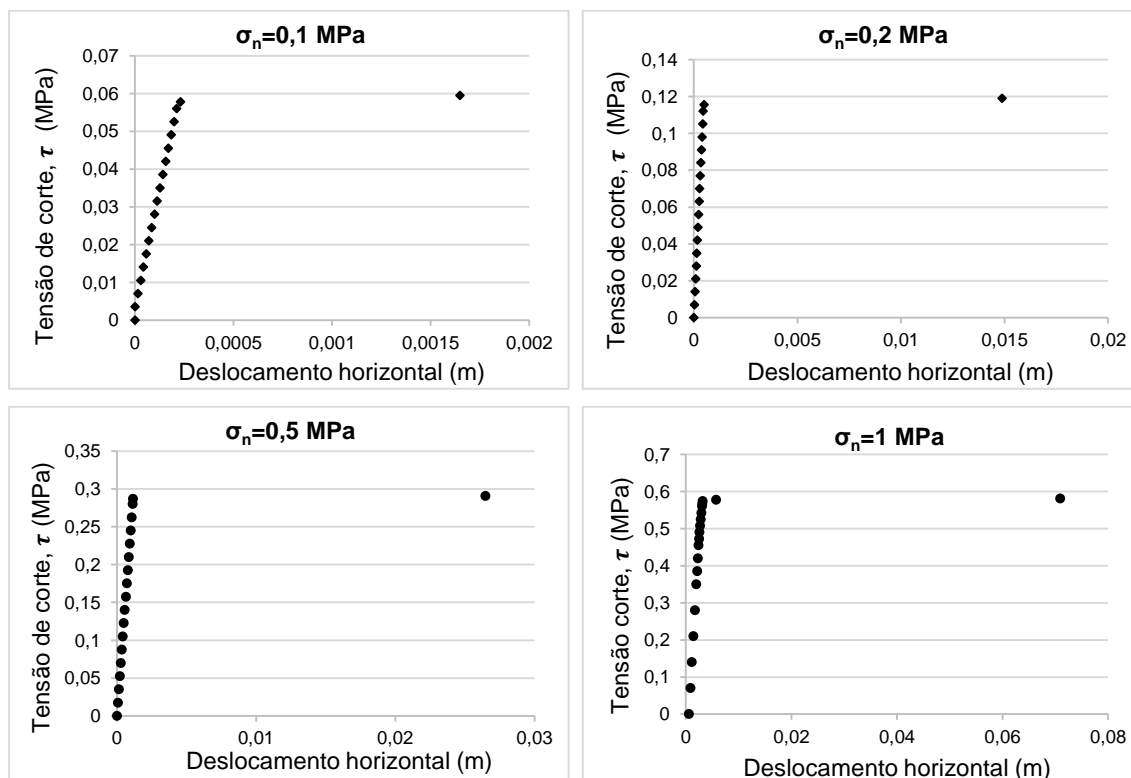 σn=0,1 MPa
Tensão de corte, τ (MPa)
0,07
0,06
0,05
0,04
0,03
0,02
0,01
0
0 0,0005 0,001 0,0015 0,002
Deslocamento horizontal (m)
σn=0,2 MPa
Tensão de corte, τ (MPa)
0,14
0,12
0,1
0,08
0,06
0,04
0,02
0
0 0,005 0,01 0,015 0,02
Deslocamento horizontal (m)
σn=0,5 MPa
Tensão de corte, τ (MPa)
0,35
0,3
0,25
0,2
0,15
0,1
0,05
0
0 0,01 0,02 0,03
Deslocamento horizontal (m)
σn=1 MPa
Tensão corte, τ (MPa)
0,7
0,6
0,5
0,4
0,3
0,2
0,1
0
0 0,02 0,04 0,06 0,08
Deslocamento horizontal (m)